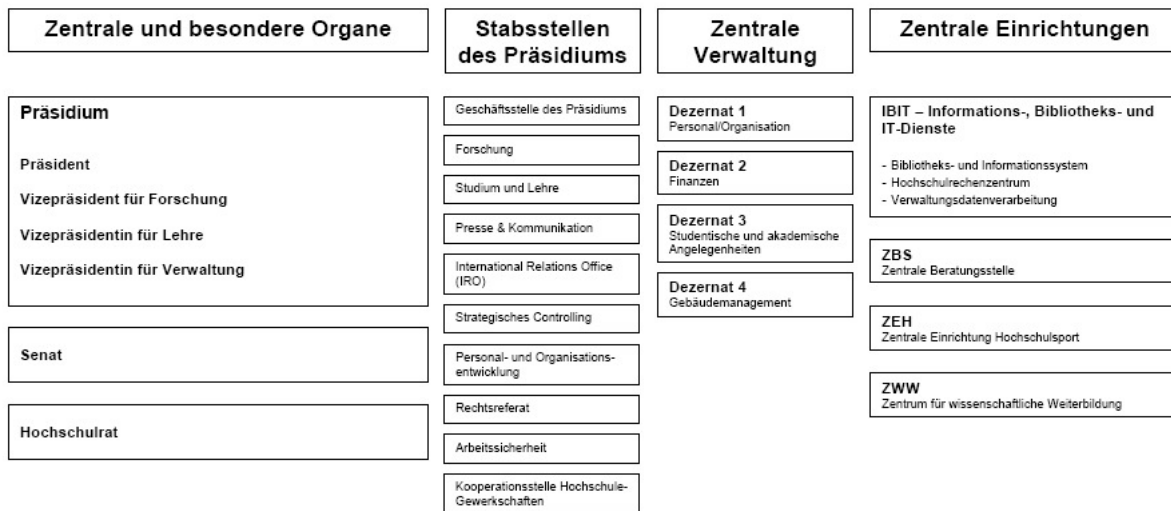 Zentrale und besondere Organe
Präsidium
Präsident
Vizepräsident für Forschung
Vizepräsidentin für Lehre
Vizepräsidentin für Verwaltung
Senat
Hochschulrat
Stabsstellen
des Präsidiums
Geschäftsstelle des Präsidiums
Forschung
Studium und Lehre
Presse & Kommunikation
International Relations Office
(IRO)
Strategisches Controlling
Personal- und Organisations-
entwicklung
Rechtsreferat
Arbeitssicherheit
Kooperationsstelle Hochschule-
Gewerkschaften
Zentrale
Verwaltung
Dezernat 1
Personal/Organisation
Dezernat 2
Finanzen
Dezernat 3
Studentische und akademische
Angelegenheiten
Dezernat 4
Gebäudemanagement
Zentrale Einrichtungen
IBIT – Informations-, Bibliotheks- und
IT-Dienste
- Bibliotheks- und Informationssystem
- Hochschulrechenzentrum
- Verwaltungsdatenverarbeitung
ZBS
Zentrale Beratungsstelle
ZEH
Zentrale Einrichtung Hochschulsport
ZWW
Zentrum für wissenschaftliche Weiterbildung